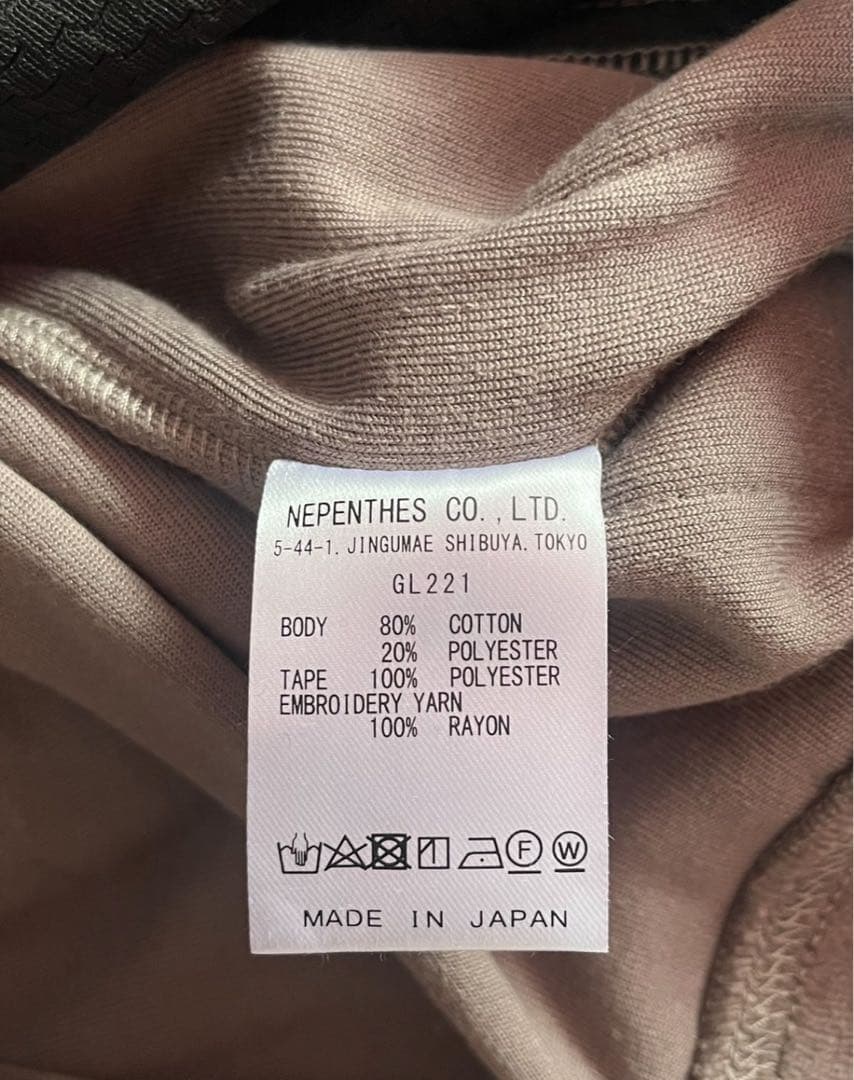 NEPENTHES CO., LTD.
5-44-1. JINGUMAE SHIBUYA. TOKYO
GL221
BODY 80% COTTON
20% POLYESTER
TAPE 100% POLYESTER
EMBROIDERY YARN
100% RAYON
F W
MADE IN JAPAN